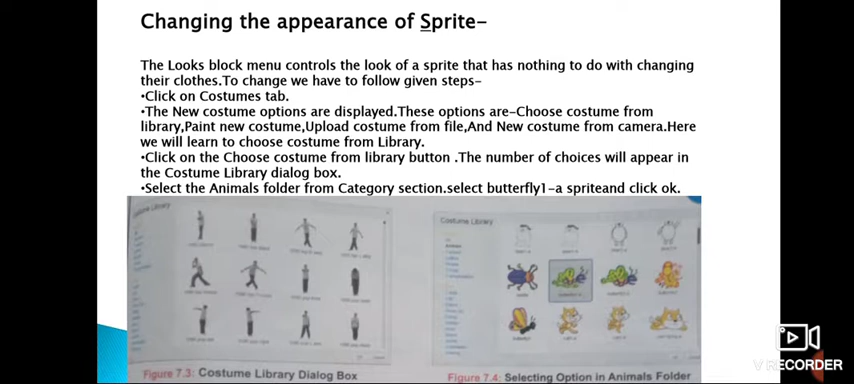 Changing the appearance of Sprite-
The Looks block menu controls the look of a sprite that has nothing to do with changing
their clothes.To change we have to follow given steps-
•Click on Costumes tab.
•The New costume options are displayed.These options are-Choose costume from
library,Paint new costume,Upload costume from file,And New costume from camera.Here
we will learn to choose costume from Library.
•Click on the Choose costume from library button .The number of choices will appear in
the Costume Library dialog box.
•Select the Animals folder from Category section.select butterfly1-a spriteand click ok.
Costume Library
Costume Library
Figure 7.3: Costume Library Dialog Box
Figure 7.4: Selecting Option in Animals Folder
V RECORDER